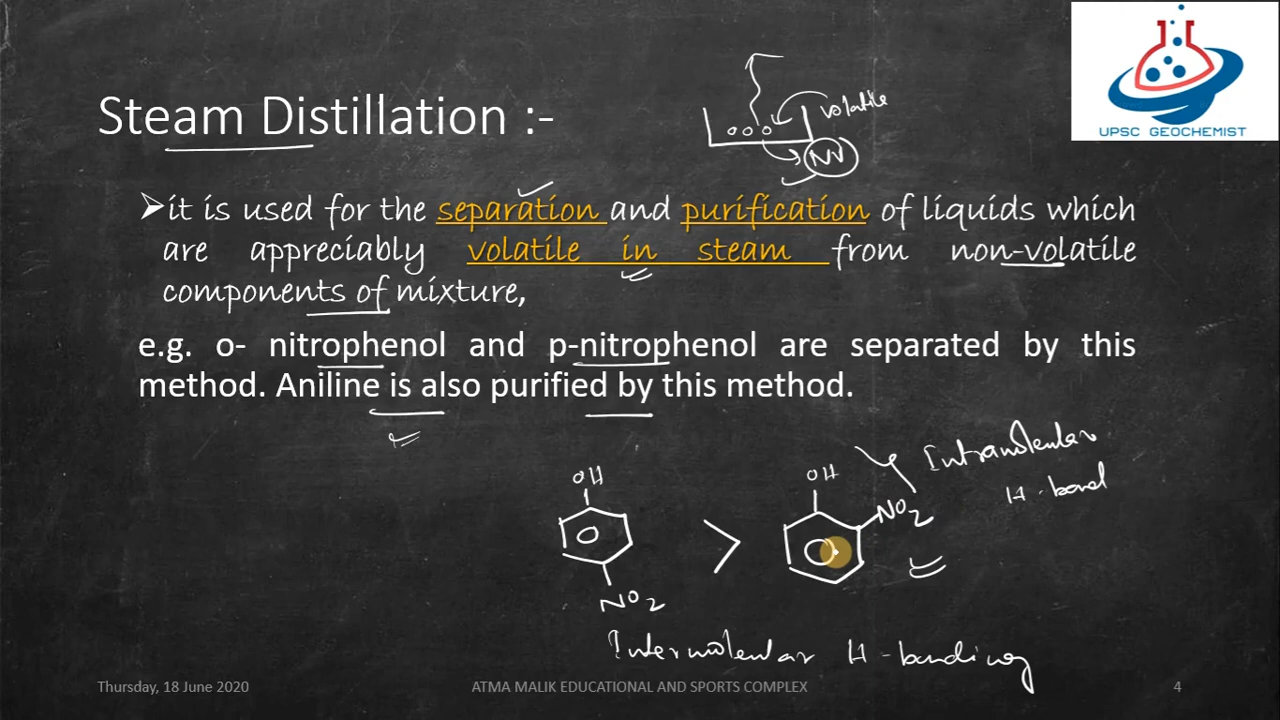 UPSC GEOCHEMIST
Steam Distillation :-
volatile
NV
➢it is used for the separation and purification of liquids which
are appreciably volatile in steam from non-volatile
components of mixture,
e.g. o- nitrophenol and p-nitrophenol are separated by this
method. Aniline is also purified by this method.
OH
NO2
>
OH
NO2
Intramolecular
H-bond
Intermolecular H-bonding
Thursday, 18 June 2020
ATMA MALIK EDUCATIONAL AND SPORTS COMPLEX
4